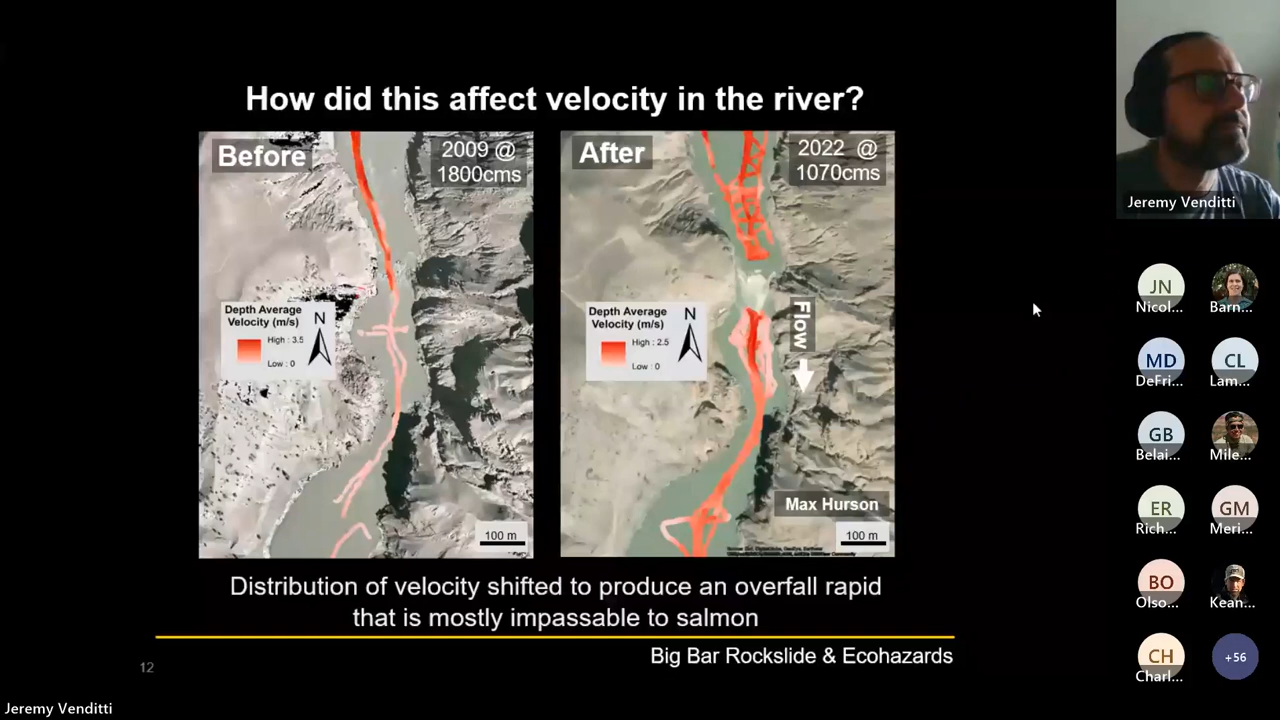 How did this affect velocity in the river?
Before
2009 @
1800cms
Depth Average
Velocity (m/s)
N
High : 3.5
Low : 0
100 m
After
2022 @
1070cms
Depth Average
Velocity (m/s)
N
High : 2.5
Low : 0
Flow
Max Hurson
100 m
Distribution of velocity shifted to produce an overfall rapid
that is mostly impassable to salmon
Big Bar Rockslide & Ecohazards
12
Jeremy Venditti
Jeremy Venditti
JN
Nicol...
Barn...
MD
DeFri...
CL
Lam...
GB
Belai...
Mile...
ER
Rich...
GM
Meri...
BO
Olso...
Kean...
CH
Charl...
+56